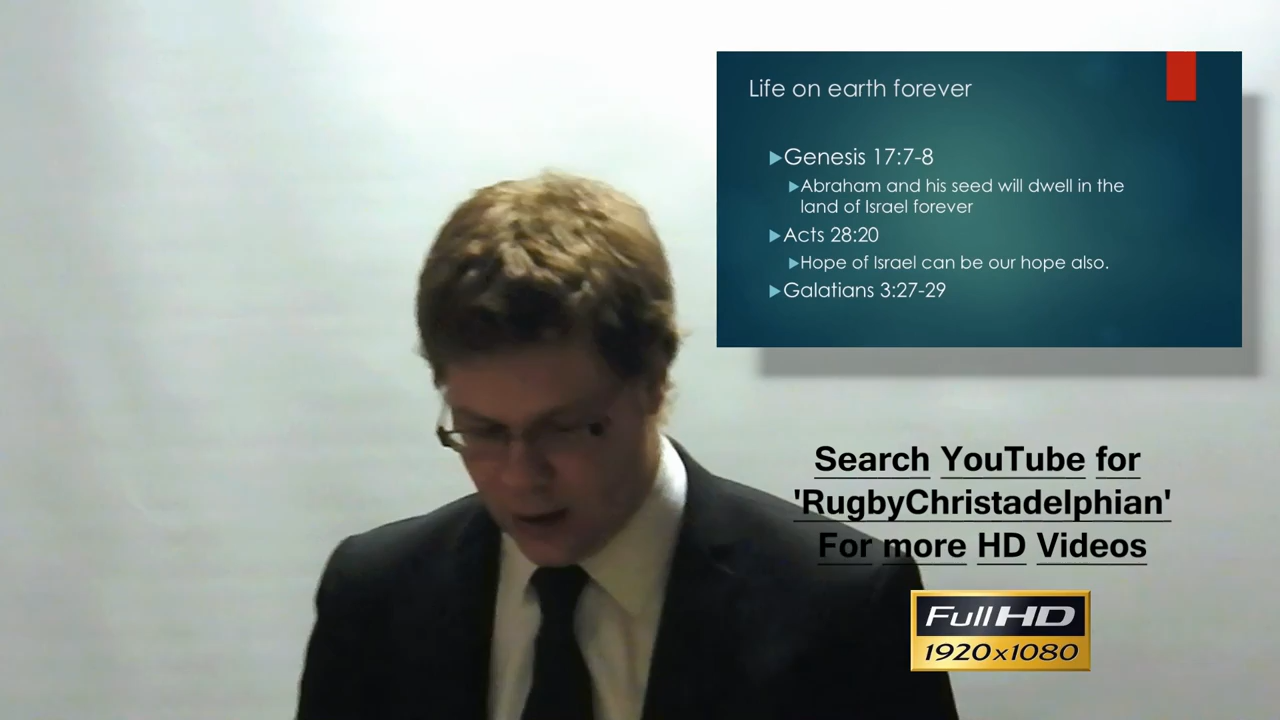 Life on earth forever
Genesis 17:7-8
Abraham and his seed will dwell in the
land of Israel forever
Acts 28:20
Hope of Israel can be our hope also.
Galatians 3:27-29
Search YouTube for
'RugbyChristadelphian'
For more HD Videos
Full HD
1920x1080